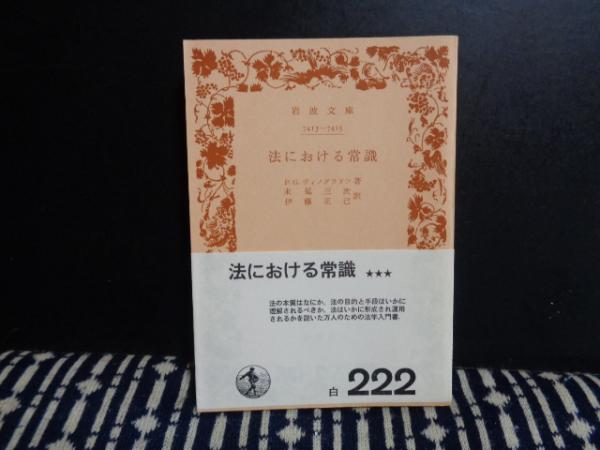 岩波文庫
7413—7415
法における常識
P.G.ヴィノグラドフ著
末延三次
伊藤正己訳
法における常識 ★★★
法の本質はなにか、法の目的と手段はいかに
理解されるべきか、法はいかに形成され運用
されるかを説いた万人のための法学入門書.
白 222